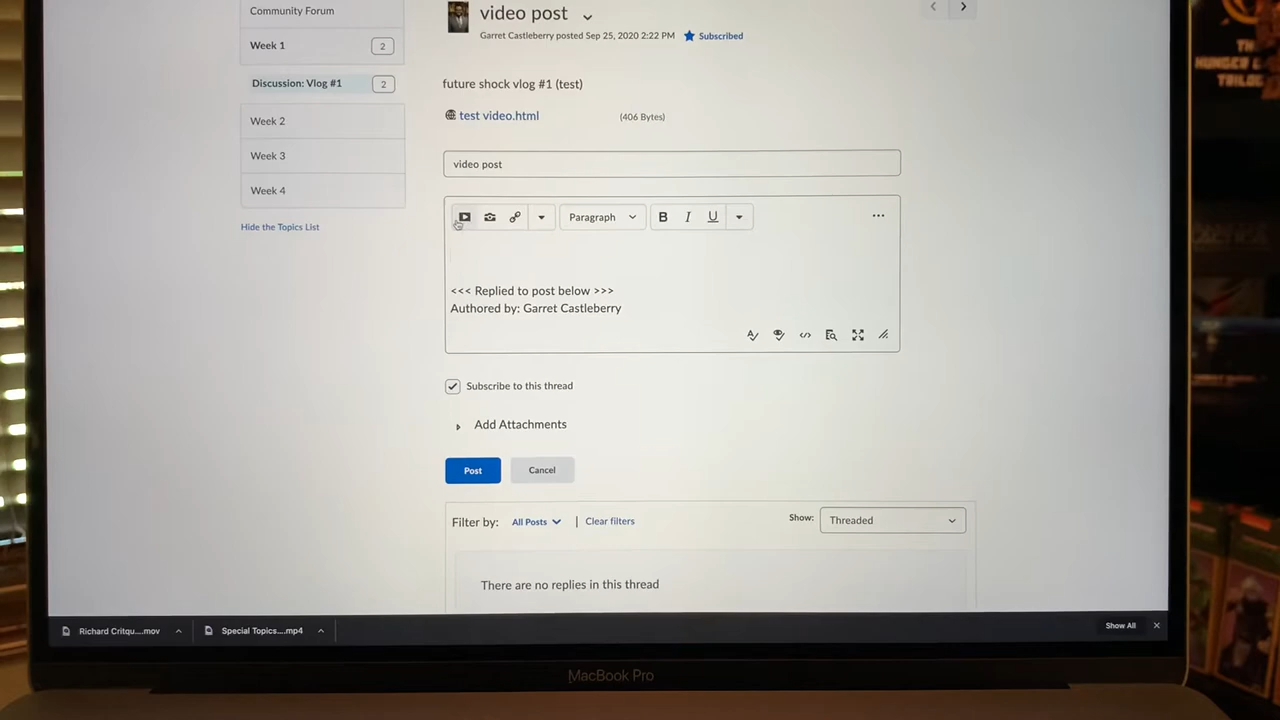 Community Forum
Week 1
2
Discussion: Vlog #1
2
Week 2
Week 3
Week 4
Hide the Topics List
video post
Garret Castleberry posted Sep 25, 2020 2:22 PM
Subscribed
future shock vlog #1 (test)
test video.html
(406 Bytes)
video post
Paragraph
B I U
<<< Replied to post below >>>
Authored by: Garret Castleberry
Subscribe to this thread
Add Attachments
Post
Cancel
Filter by: All Posts | Clear filters
Show: Threaded
There are no replies in this thread
Richard Critqu....mov
Special Topics....mp4
Show All
MacBook Pro